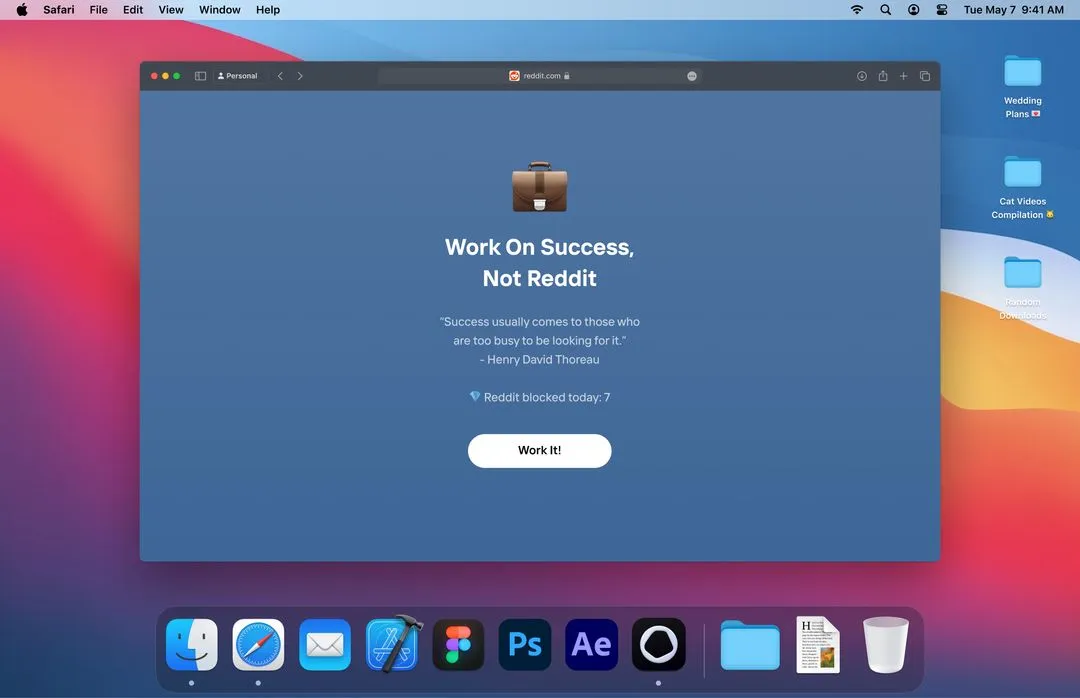 Safari File Edit View Window Help Tue May 7 9:41 AM
Personal reddit.com
Wedding
Plans
Cat Videos
Compilation
Random
Downloads
Work On Success,
Not Reddit
"Success usually comes to those who
are too busy to be looking for it."
- Henry David Thoreau
Reddit blocked today: 7
Work It!
Ps Ae